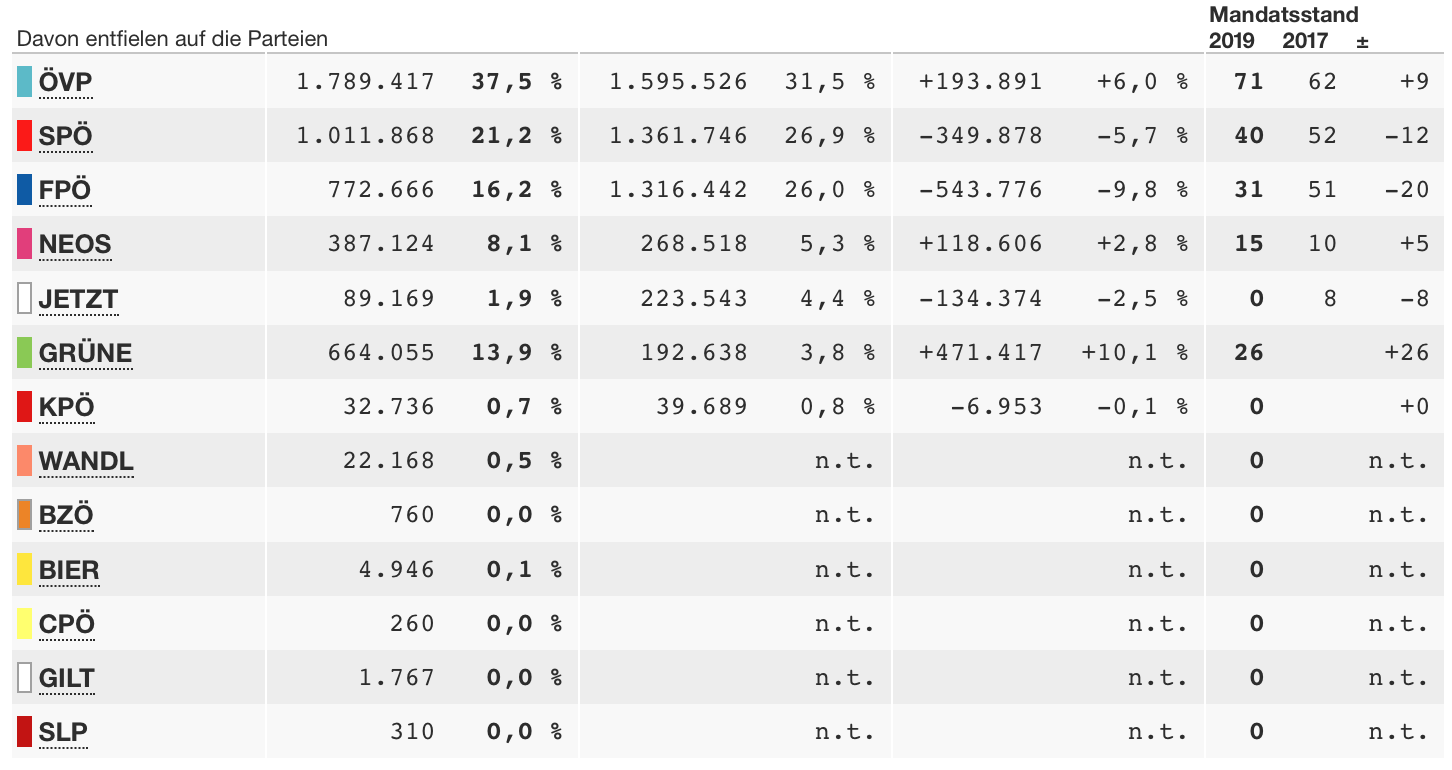 Mandatsstand
Davon entfielen auf die Parteien 2019 2017 ±
ÖVP 1.789.417 37,5 % 1.595.526 31,5 % +193.891 +6,0 % 71 62 +9
SPÖ 1.011.868 21,2 % 1.361.746 26,9 % −349.878 −5,7 % 40 52 −12
FPÖ 772.666 16,2 % 1.316.442 26,0 % −543.776 −9,8 % 31 51 −20
NEOS 387.124 8,1 % 268.518 5,3 % +118.606 +2,8 % 15 10 +5
JETZT 89.169 1,9 % 223.543 4,4 % −134.374 −2,5 % 0 8 −8
GRÜNE 664.055 13,9 % 192.638 3,8 % +471.417 +10,1 % 26 +26
KPÖ 32.736 0,7 % 39.689 0,8 % −6.953 −0,1 % 0 +0
WANDL 22.168 0,5 % n.t. n.t. 0 n.t.
BZÖ 760 0,0 % n.t. n.t. 0 n.t.
BIER 4.946 0,1 % n.t. n.t. 0 n.t.
CPÖ 260 0,0 % n.t. n.t. 0 n.t.
GILT 1.767 0,0 % n.t. n.t. 0 n.t.
SLP 310 0,0 % n.t. n.t. 0 n.t.